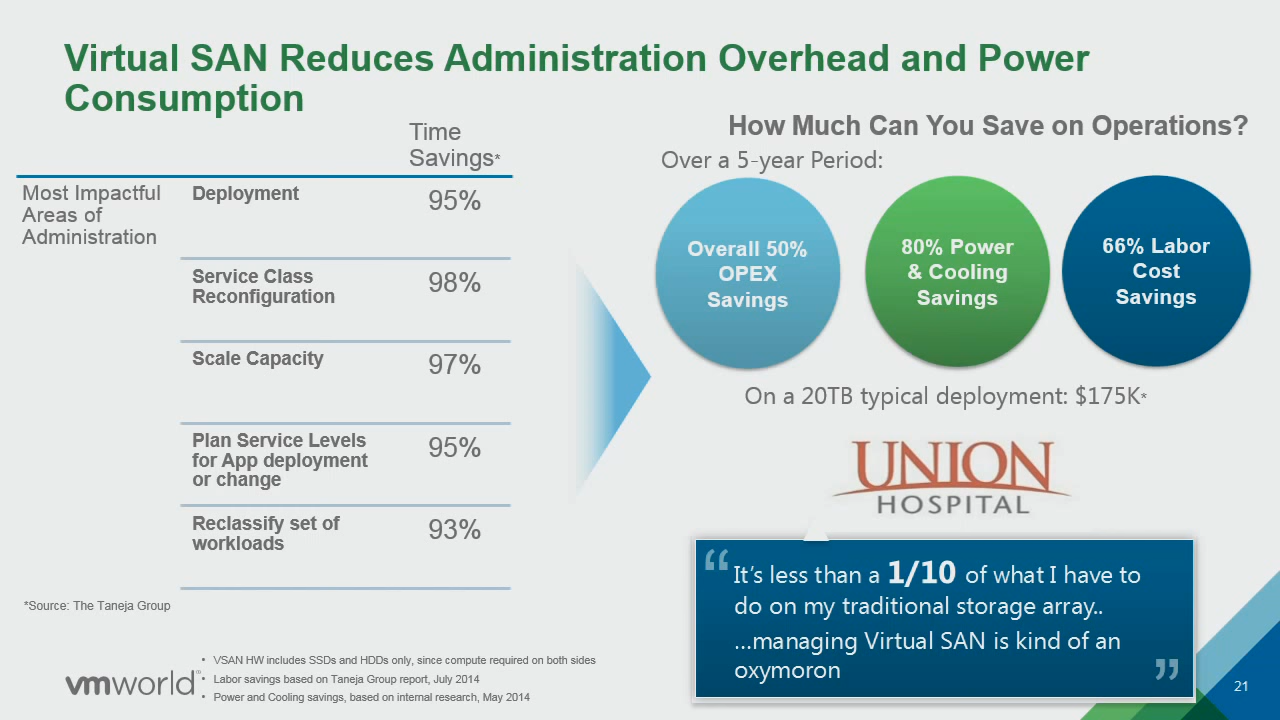 Virtual SAN Reduces Administration Overhead and Power
Consumption
Time
Savings*
Most Impactful
Areas of
Administration
Deployment
95%
Service Class
Reconfiguration
98%
Scale Capacity
97%
Plan Service Levels
for App deployment
or change
95%
Reclassify set of
workloads
93%
*Source: The Taneja Group
How Much Can You Save on Operations?
Over a 5-year Period:
Overall 50%
OPEX
Savings
80% Power
& Cooling
Savings
66% Labor
Cost
Savings
On a 20TB typical deployment: $175K*
UNION
HOSPITAL
“It’s less than a 1/10 of what I have to
do on my traditional storage array..
...managing Virtual SAN is kind of an
oxymoron”
• VSAN HW includes SSDs and HDDs only, since compute required on both sides
• Labor savings based on Taneja Group report, July 2014
• Power and Cooling savings, based on internal research, May 2014
vmworld®
21